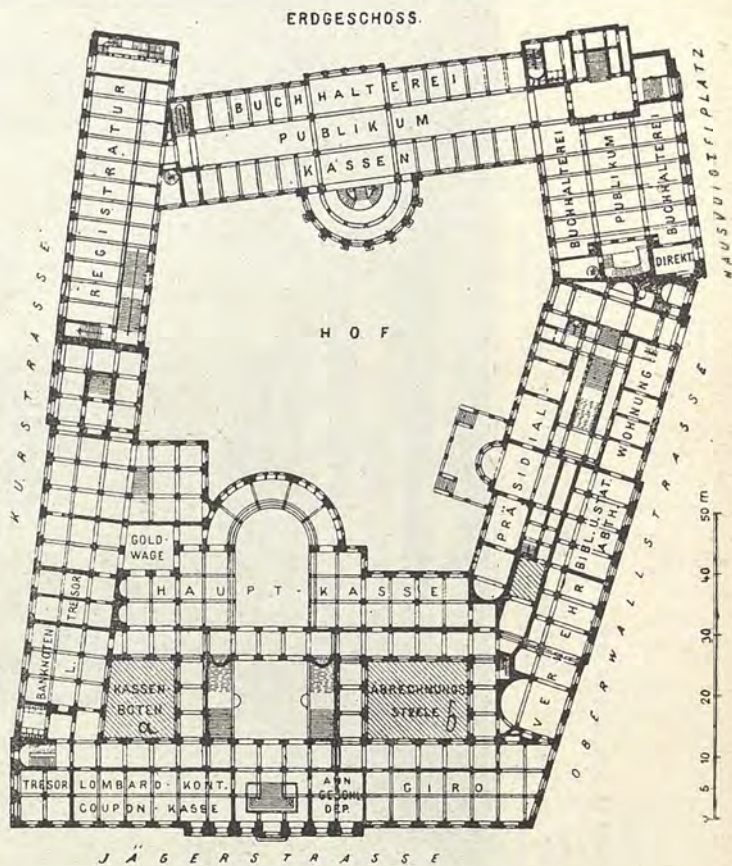 ERDGESCHOSS.
BUCHHALTEREI
PUBLIKUM
KASSEN
REGISTRATUR
BUCHHALTEREI
PUBLIKUM
BUCHHALTEREI
DIREKT.
HAUSVOIGTEIPLATZ
KURSTRASSE
HOF
PRÄSIDIAL-
WOHNUNG
BIBL. U. STAT.
ABTH.
VERKEHR
OBERWALLSTRASSE
GOLD-
WAGE
HAUPT-KASSE
TRESOR
BANKNOTEN
KASSEN-
BOTEN
a
ABRECHNUNGS
STELLE
b
TRESOR
LOMBARD-KONT.
COUPON-KASSE
DEP.
GIRO
JÄGERSTRASSE
50 m
40
30
20
10
5
0